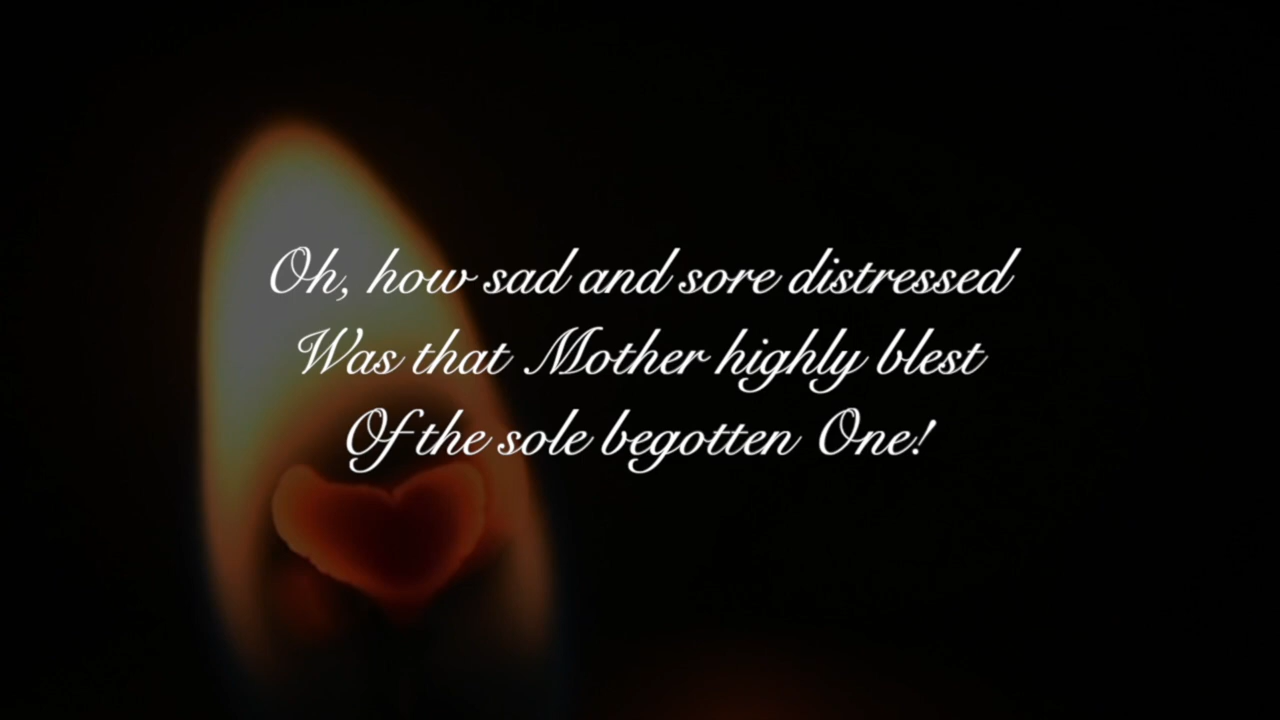 Oh, how sad and sore distressed
Was that Mother highly blest
Of the sole begotten One!